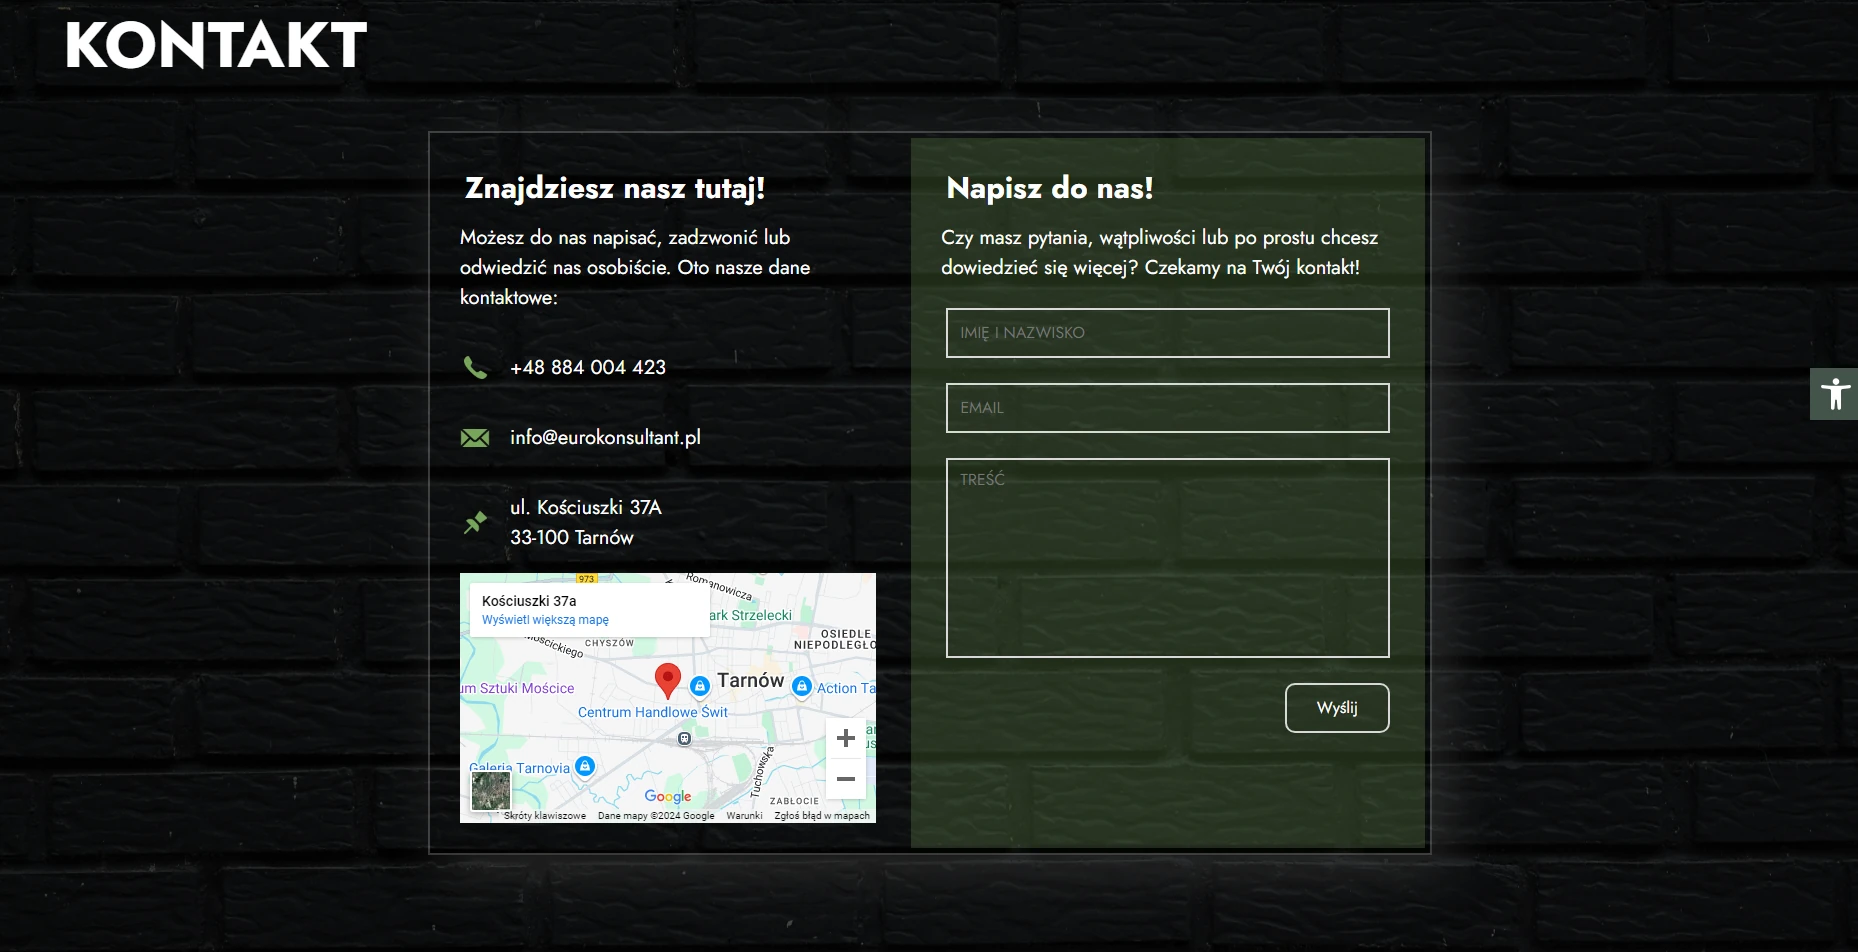 KONTAKT
Znajdziesz nasz tutaj!
Możesz do nas napisać, zadzwonić lub
odwiedzić nas osobiście. Oto nasze dane
kontaktowe:
+48 884 004 423
info@eurokonsultant.pl
ul. Kościuszki 37A
33-100 Tarnów
973
Romanowicza
Kościuszki 37a
Wyświetl większą mapę
ark Strzelecki
OSIEDLE
NIEPODLEGŁO
Mościckiego
CHYSZÓW
Tarnów
um Sztuki Mościce
Action Ta
Centrum Handlowe Świt
Galeria Tarnovia
Tuchowska
Google
ZABŁOCIE
Skróty klawiszowe Dane mapy ©2024 Google Warunki Zgłoś błąd w mapach
Napisz do nas!
Czy masz pytania, wątpliwości lub po prostu chcesz
dowiedzieć się więcej? Czekamy na Twój kontakt!
IMIĘ I NAZWISKO
EMAIL
TREŚĆ
Wyślij